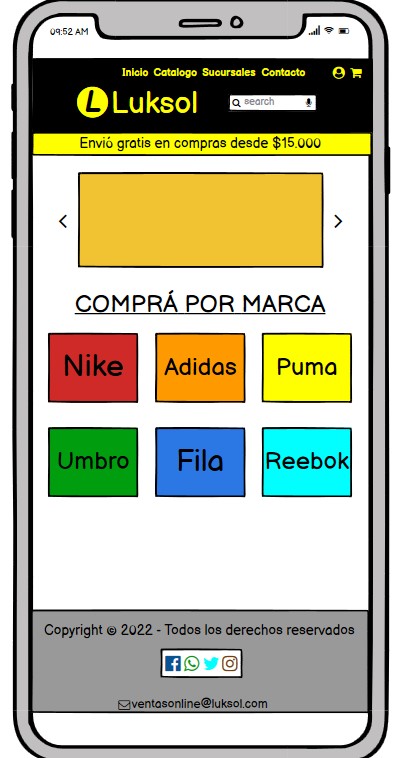 09:52 AM
Inicio Catalogo Sucursales Contacto
L Luksol
search
Envió gratis en compras desde $15.000
COMPRÁ POR MARCA
Nike Adidas Puma
Umbro Fila Reebok
Copyright © 2022 - Todos los derechos reservados
ventasonline@luksol.com